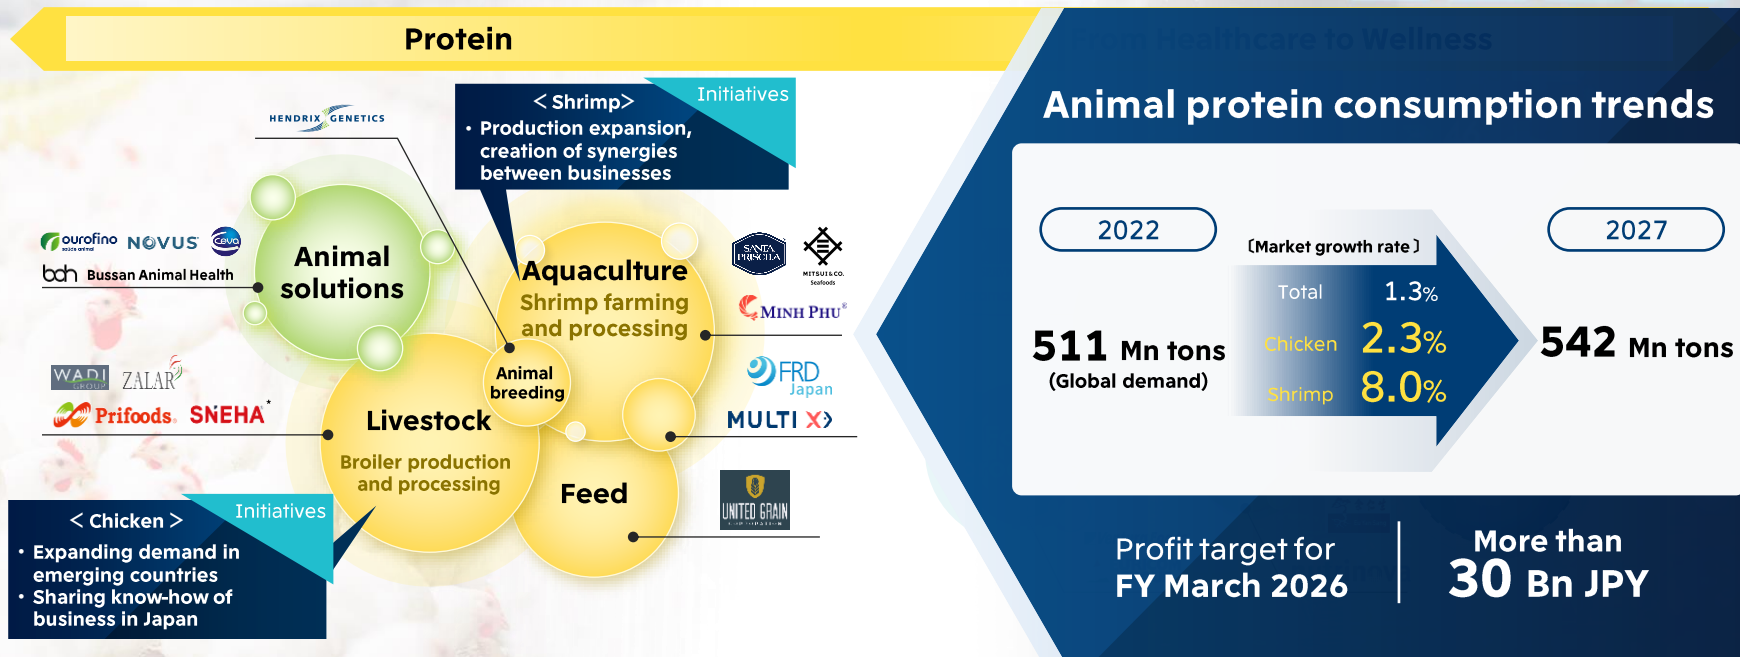 Protein
From Healthcare to Wellness
HENDRIX GENETICS
< Shrimp>
Initiatives
• Production expansion,
creation of synergies
between businesses
ourofino
saúde animal
NOVUS
Ceva
bah Bussan Animal Health
Animal
solutions
Aquaculture
Shrimp farming
and processing
SANTA
PRISCILA
MITSUI & CO.
Seafoods
MINH PHU®
WADI
GROUP
ZALAR
Prifoods®
SNEHA*
Animal
breeding
FRD
Japan
MULTI X
Livestock
Broiler production
and processing
Feed
UNITED GRAIN
CORPORATION
< Chicken >
Initiatives
• Expanding demand in
emerging countries
• Sharing know-how of
business in Japan
Animal protein consumption trends
2022
511 Mn tons
(Global demand)
〔Market growth rate〕
Total 1.3%
Chicken 2.3%
Shrimp 8.0%
2027
542 Mn tons
Profit target for
FY March 2026
More than
30 Bn JPY